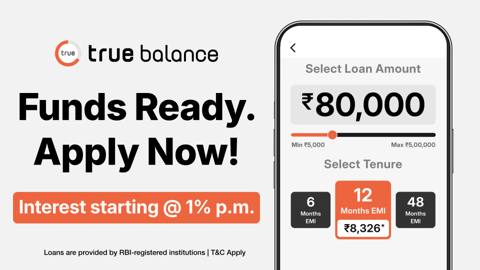 true true balance
Funds Ready.
Apply Now!
Interest starting @ 1% p.m.
Loans are provided by RBI-registered institutions | T&C Apply
Select Loan Amount
₹80,000
Min ₹5,000 Max ₹5,00,000
Select Tenure
6
Months
EMI
12
Months EMI
₹8,326*
48
Months
EMI